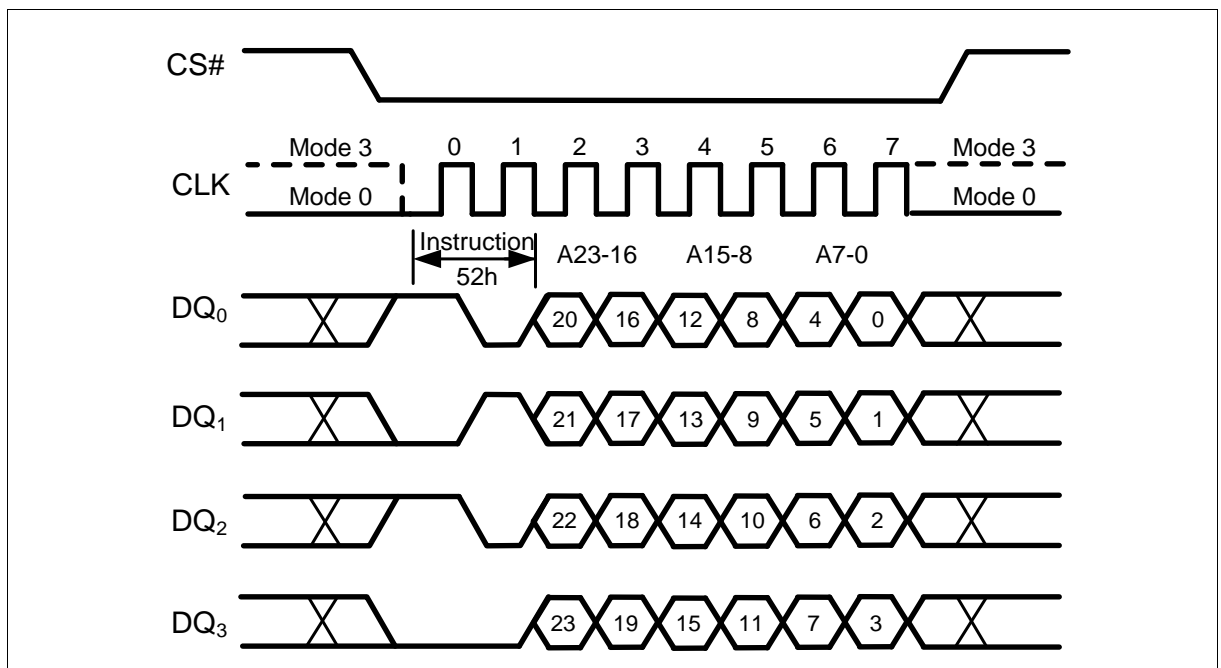 CS#
Mode 3 0 1 2 3 4 5 6 7 Mode 3
CLK
Mode 0 Mode 0
Instruction
52h
A23-16 A15-8 A7-0
DQ0 20 16 12 8 4 0
DQ1 21 17 13 9 5 1
DQ2 22 18 14 10 6 2
DQ3 23 19 15 11 7 3